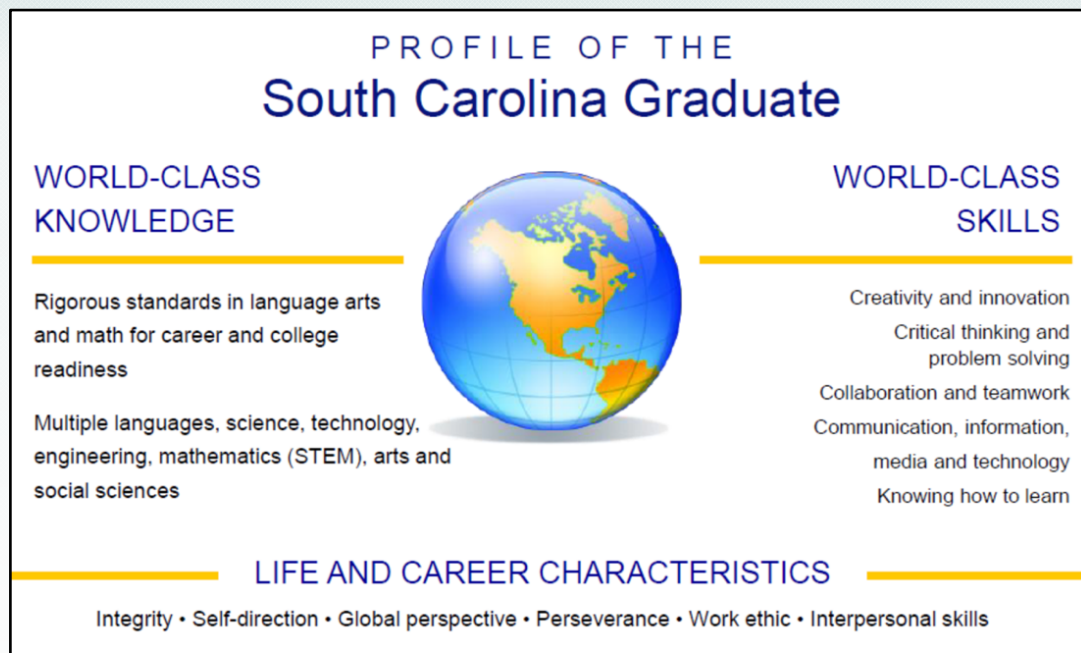 PROFILE OF THE
South Carolina Graduate
WORLD-CLASS
KNOWLEDGE
Rigorous standards in language arts
and math for career and college
readiness
Multiple languages, science, technology,
engineering, mathematics (STEM), arts and
social sciences
WORLD-CLASS
SKILLS
Creativity and innovation
Critical thinking and
problem solving
Collaboration and teamwork
Communication, information,
media and technology
Knowing how to learn
LIFE AND CAREER CHARACTERISTICS
Integrity • Self-direction • Global perspective • Perseverance • Work ethic • Interpersonal skills